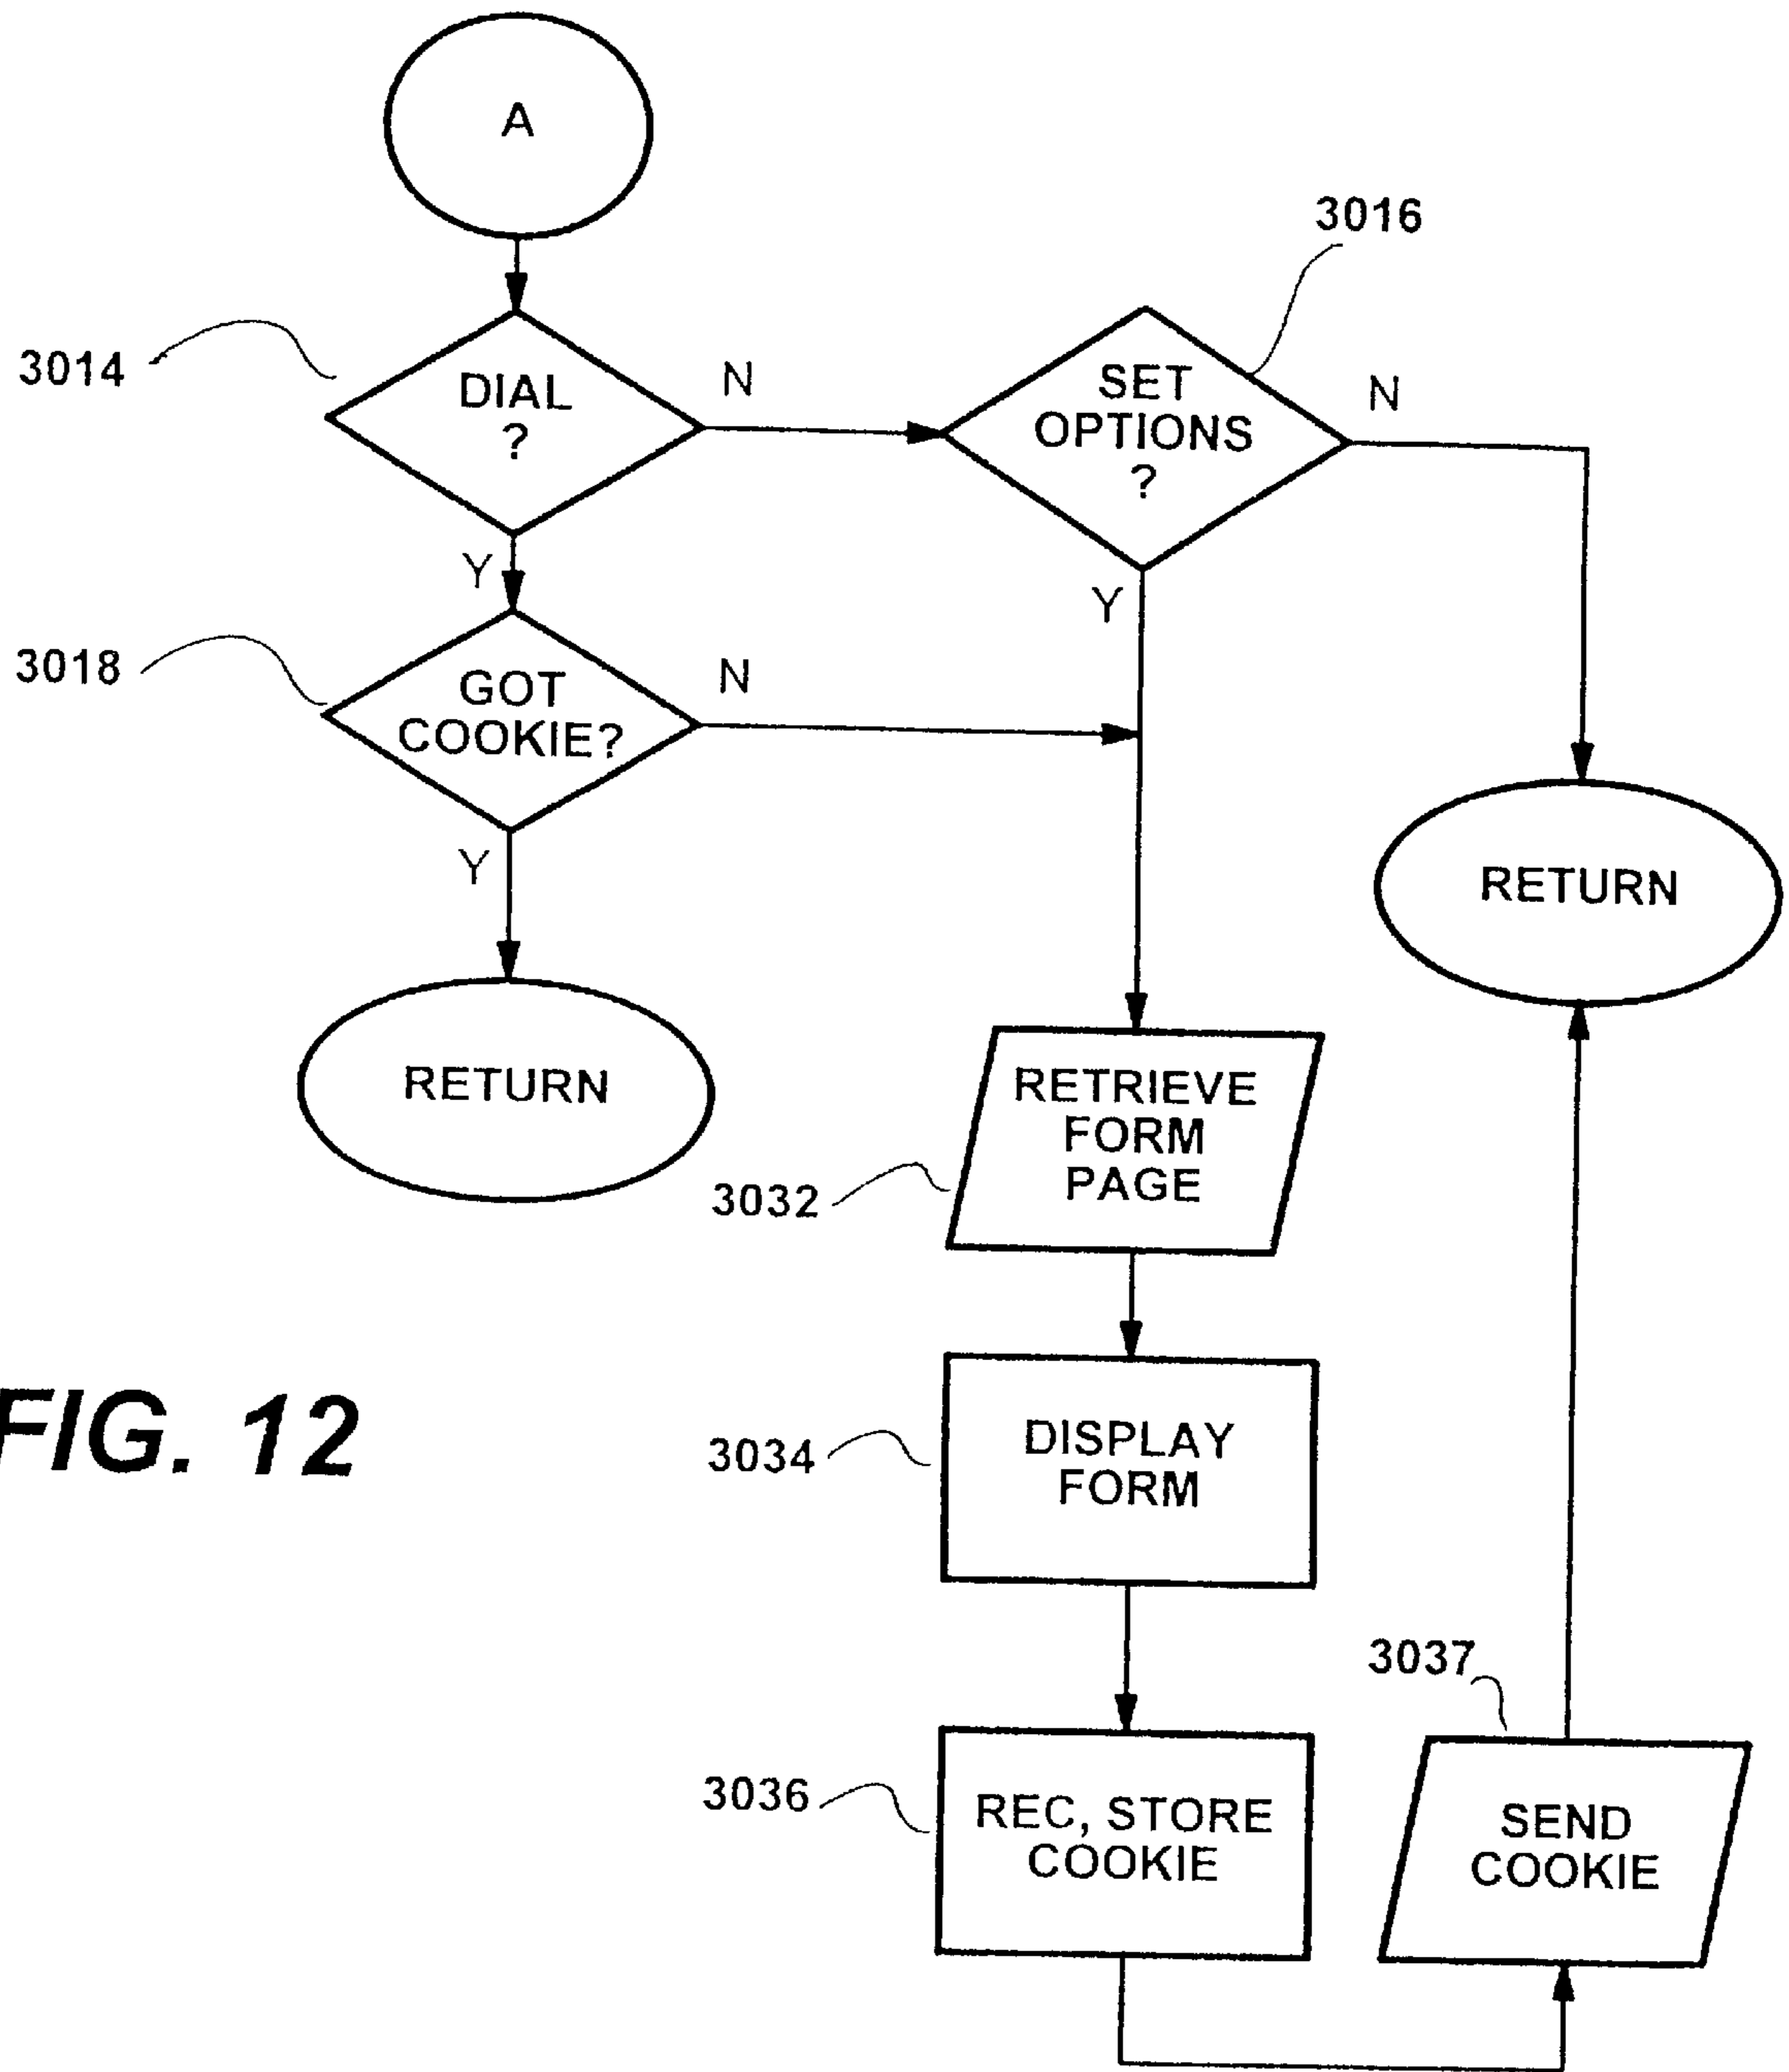 A
3016
3014
DIAL
?
N
SET
OPTIONS
?
N
Y
Y
3018
GOT
COOKIE?
N
Y
RETURN
RETURN
RETRIEVE
FORM
PAGE
3032
FIG. 12
3034
DISPLAY
FORM
3037
3036
REC, STORE
COOKIE
SEND
COOKIE